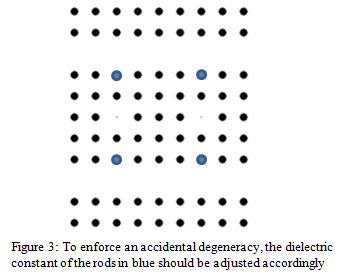 Figure 3: To enforce an accidental degeneracy, the dielectric
constant of the rods in blue should be adjusted accordingly